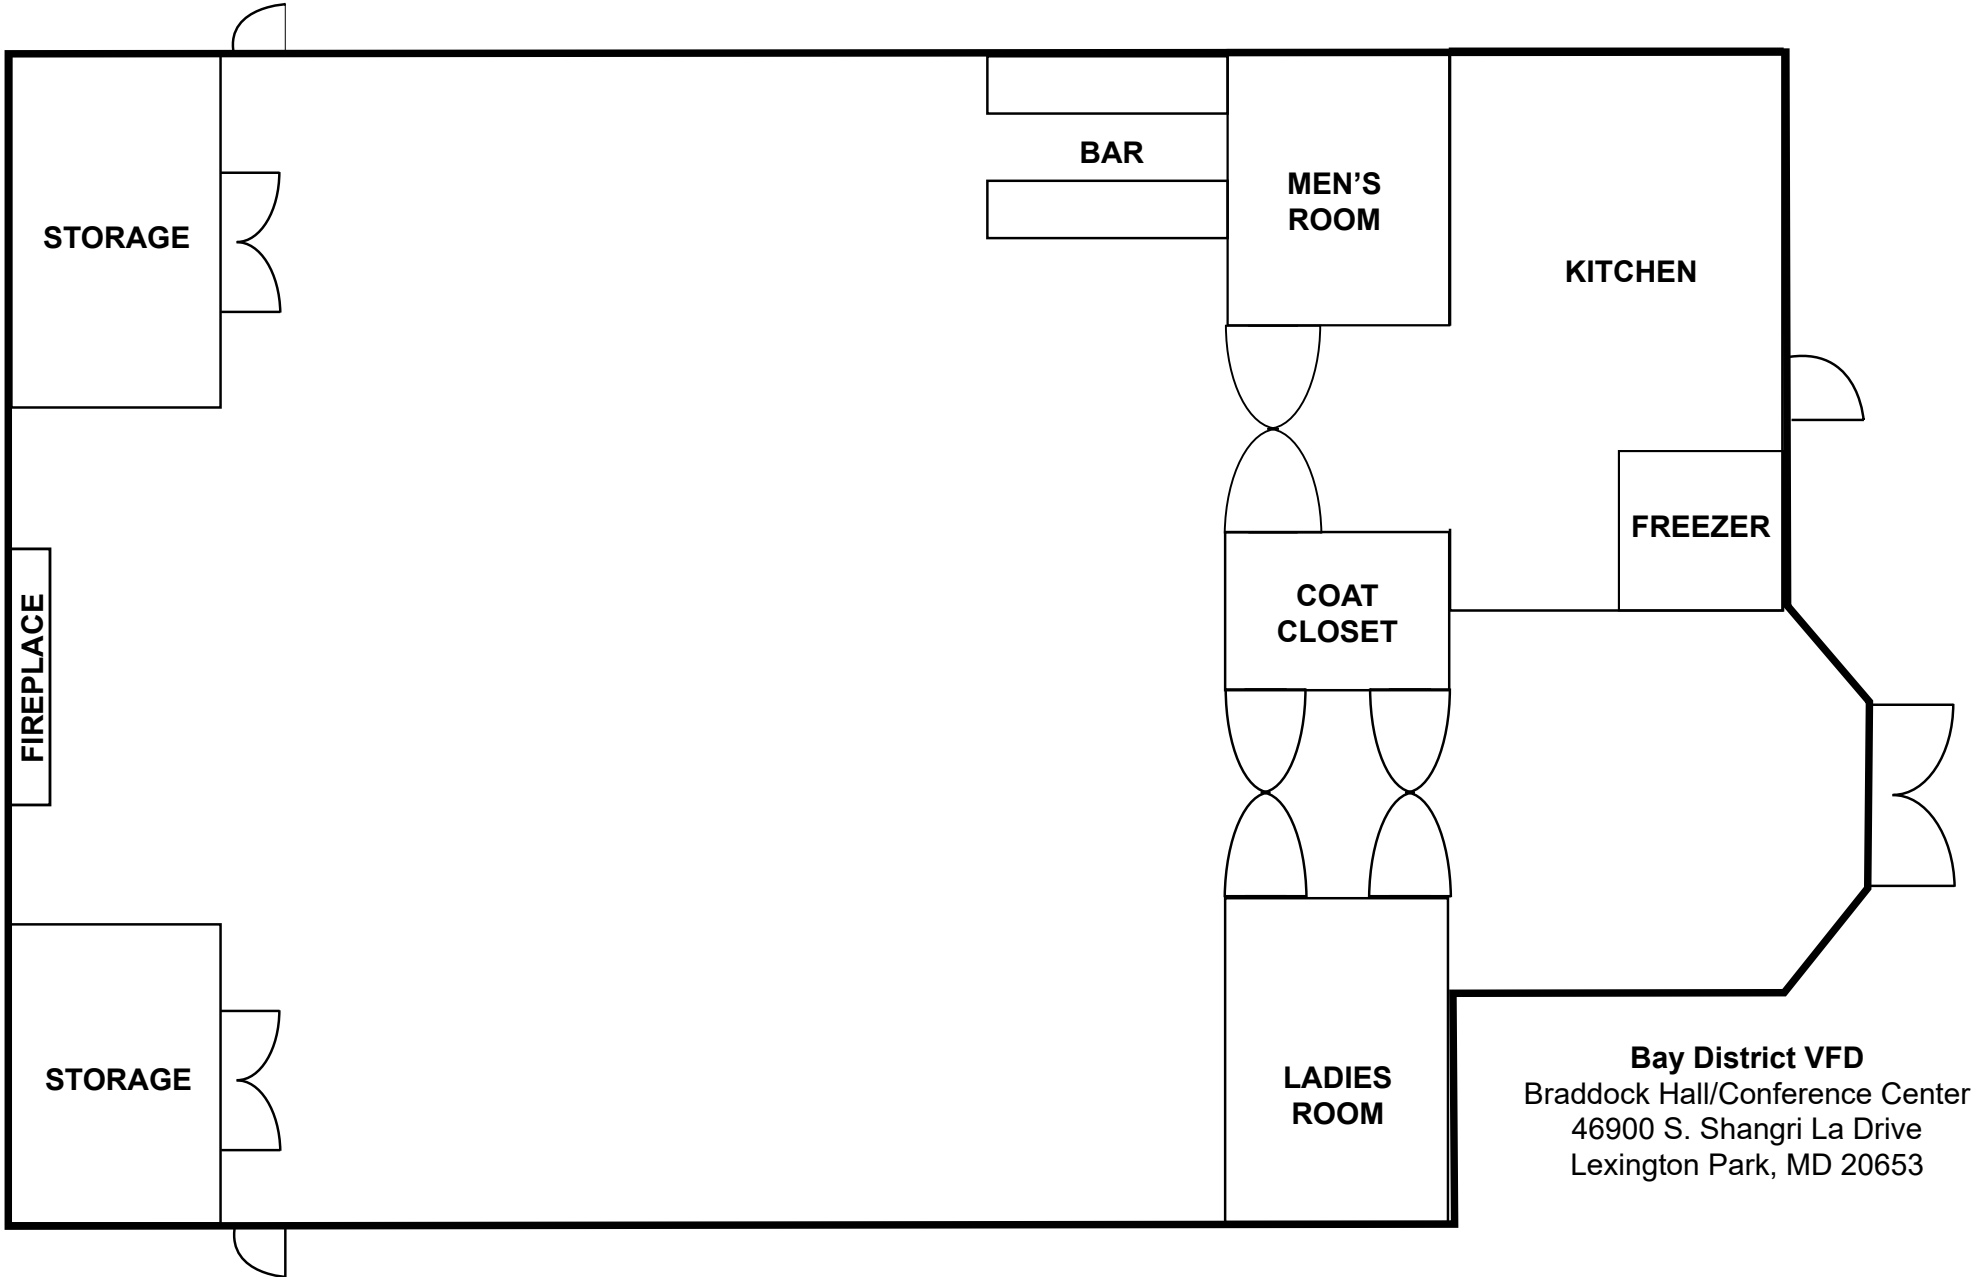 BAR
MEN’S
ROOM
STORAGE
KITCHEN
FREEZER
COAT
CLOSET
FIREPLACE
STORAGE
LADIES
ROOM
Bay District VFD
Braddock Hall/Conference Center
46900 S. Shangri La Drive
Lexington Park, MD 20653